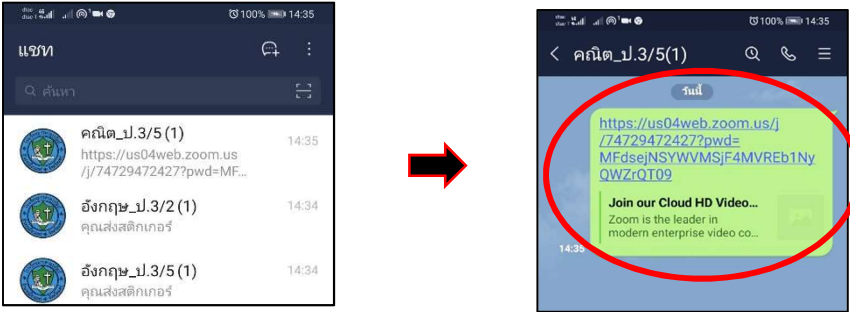 100% 14:35
แชท
ค้นหา
คณิต_ป.3/5 (1)
14:35
https://us04web.zoom.us
/j/74729472427?pwd=MF...
อังกฤษ_ป.3/2 (1)
14:34
คุณส่งสติกเกอร์
อังกฤษ_ป.3/5 (1)
14:34
คุณส่งสติกเกอร์
100% 14:35
คณิต_ป.3/5(1)
วันนี้
https://us04web.zoom.us/j
/74729472427?pwd=
MFdsejNSYWVMSjF4MVREb1Ny
QWZrQT09
Join our Cloud HD Video...
Zoom is the leader in
modern enterprise video co...
14:35